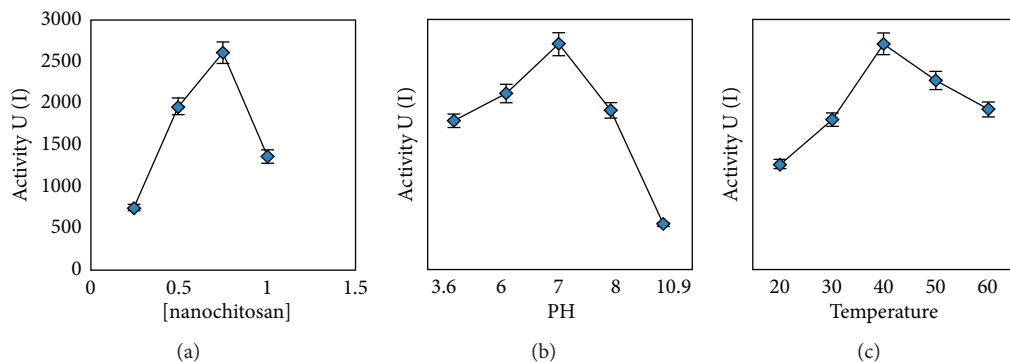 3000
2500
2000
1500
1000
500
0
Activity U (I)
0 0.5 1 1.5
[nanochitosan]
(a)
Activity U (I)
3.6 6 7 8 10.9
PH
(b)
Activity U (I)
20 30 40 50 60
Temperature
(c)